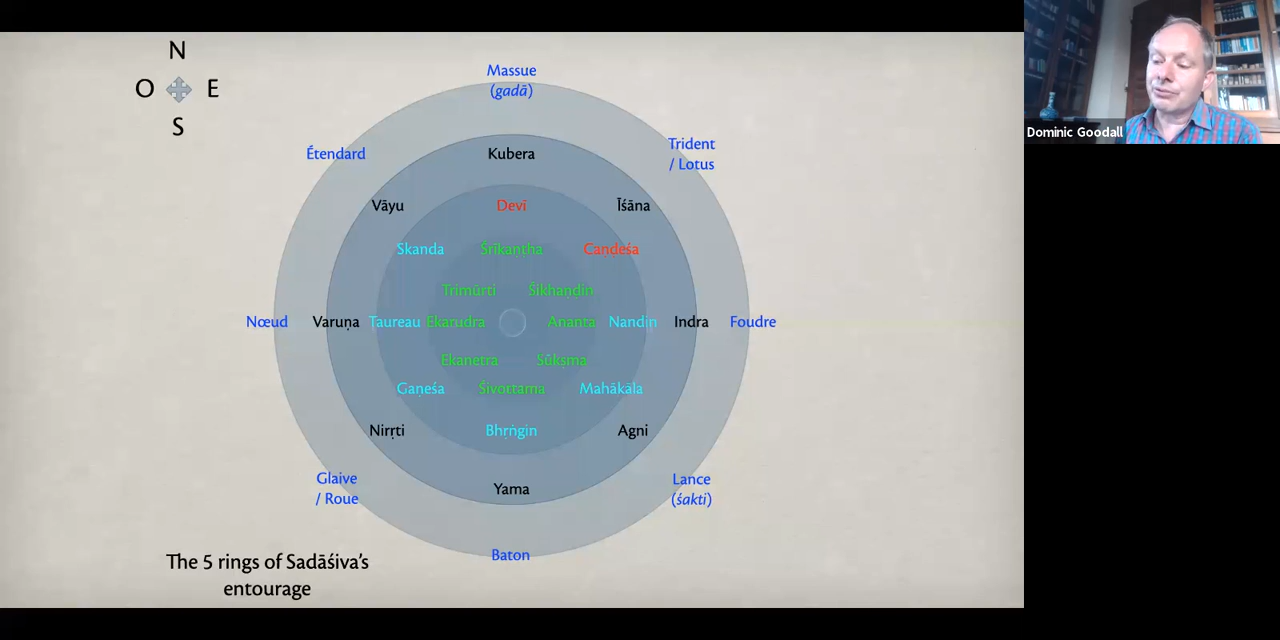 N
O E
S
Massue
(gadā)
Étendard
Kubera
Trident
/ Lotus
Vāyu
Devī
Īśāna
Skanda
Śrīkaṇṭha
Caṇḍeśa
Trimūrti
Śikhaṇḍin
Nœud
Varuṇa
Taureau
Ekarudra
Ananta
Nandin
Indra
Foudre
Ekanetra
Sūkṣma
Gaṇeśa
Śivottama
Mahākāla
Nirṛti
Bhṛṅgin
Agni
Glaive
/ Roue
Yama
Lance
(śakti)
Baton
The 5 rings of Sadāśiva’s
entourage
Dominic Goodall